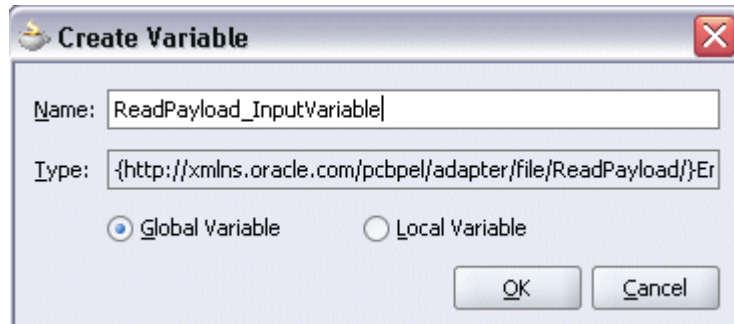 Create Variable
Name: ReadPayload_InputVariable
Type: {http://xmlns.oracle.com/pcbpel/adapter/file/ReadPayload/}Er
Global Variable Local Variable
OK Cancel